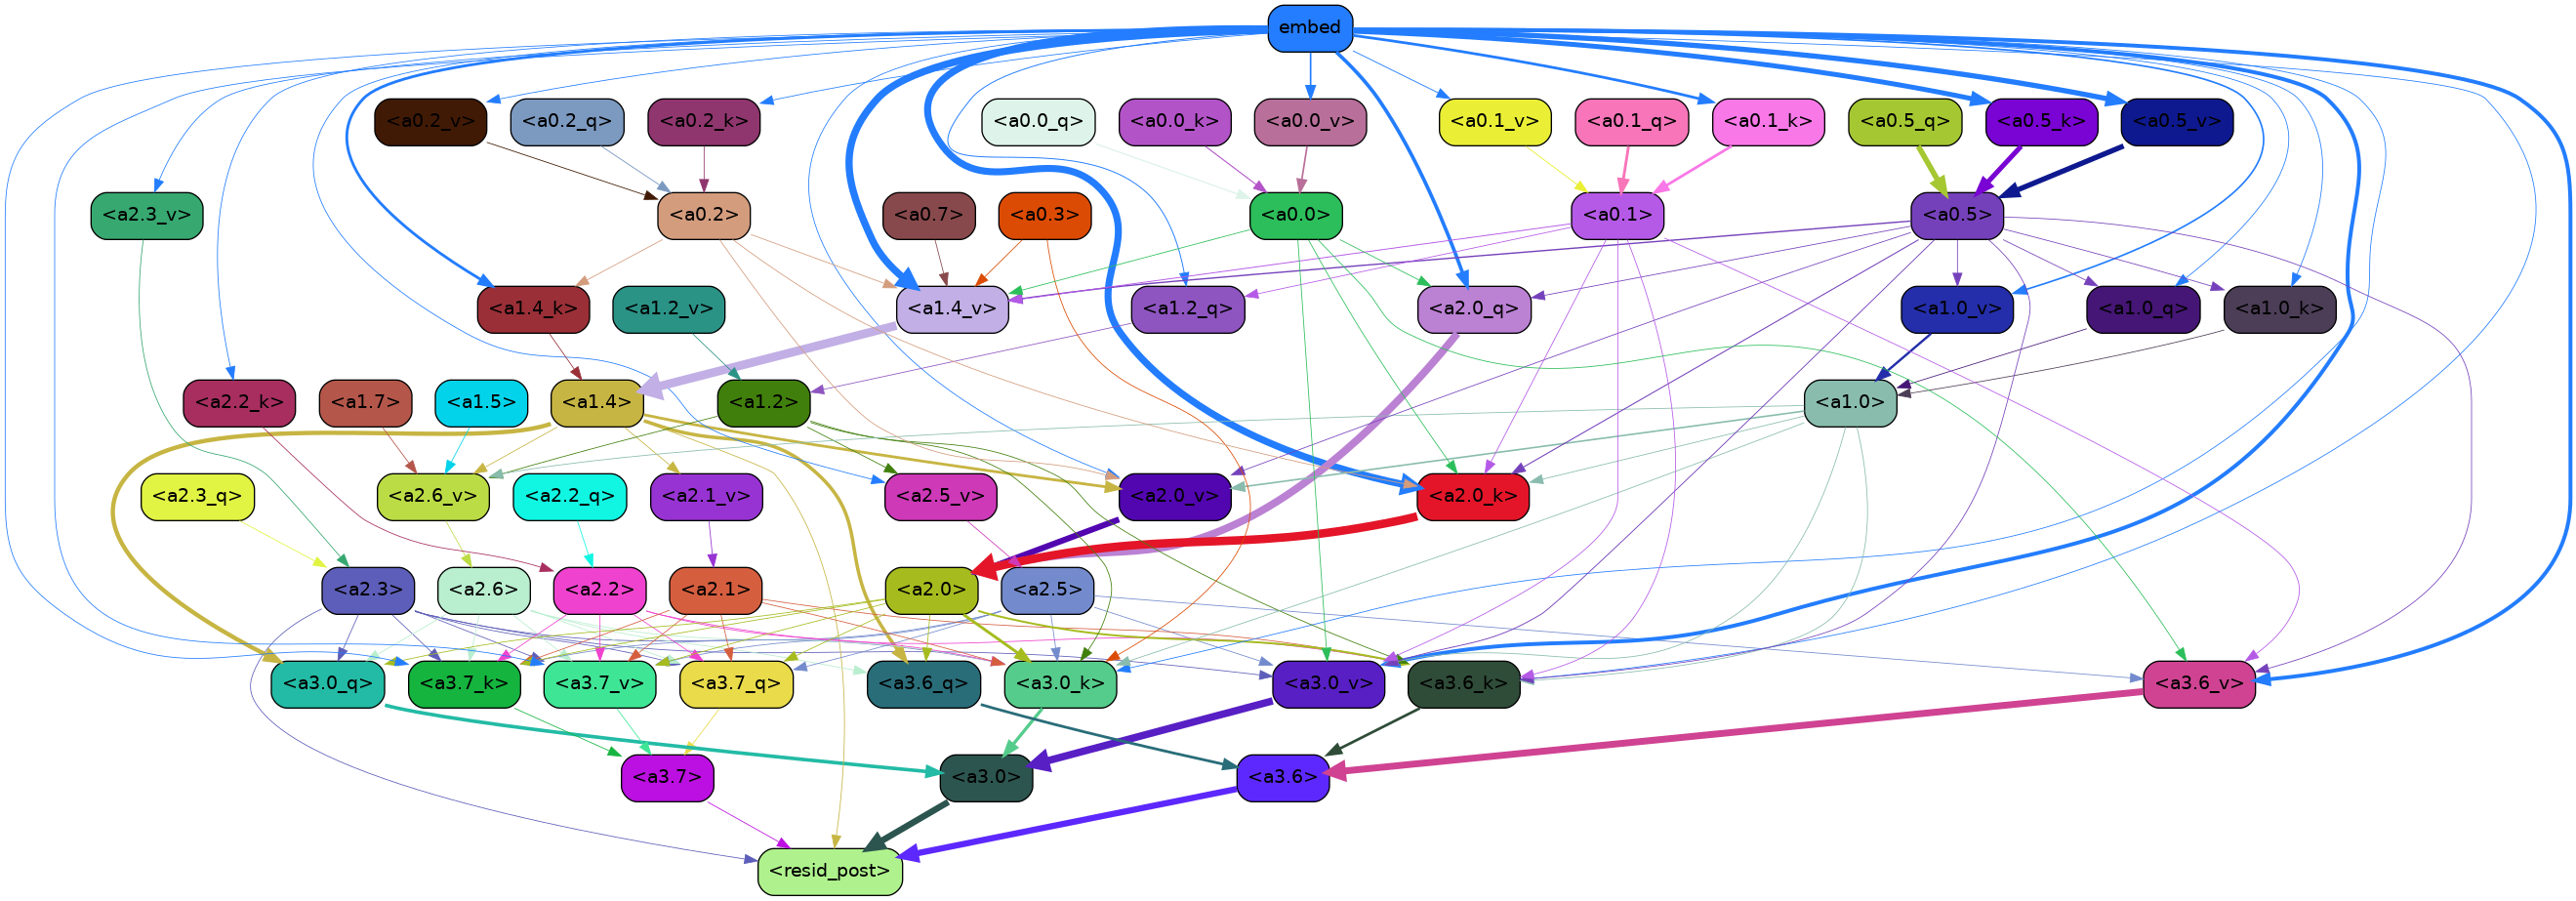 embed
<a0.2_v>
<a0.2_q>
<a0.2_k>
<a0.0_q>
<a0.0_k>
<a0.0_v>
<a0.1_v>
<a0.1_q>
<a0.1_k>
<a0.5_q>
<a0.5_k>
<a0.5_v>
<a2.3_v>
<a0.2>
<a0.7>
<a0.3>
<a0.0>
<a0.1>
<a0.5>
<a1.4_k>
<a1.2_v>
<a1.4_v>
<a1.2_q>
<a2.0_q>
<a1.0_v>
<a1.0_q>
<a1.0_k>
<a2.2_k>
<a1.7>
<a1.5>
<a1.4>
<a1.2>
<a1.0>
<a2.3_q>
<a2.6_v>
<a2.2_q>
<a2.1_v>
<a2.5_v>
<a2.0_v>
<a2.0_k>
<a2.3>
<a2.6>
<a2.2>
<a2.1>
<a2.0>
<a2.5>
<a3.0_q>
<a3.7_k>
<a3.7_v>
<a3.7_q>
<a3.6_q>
<a3.0_k>
<a3.0_v>
<a3.6_k>
<a3.6_v>
<a3.7>
<a3.0>
<a3.6>
<resid_post>